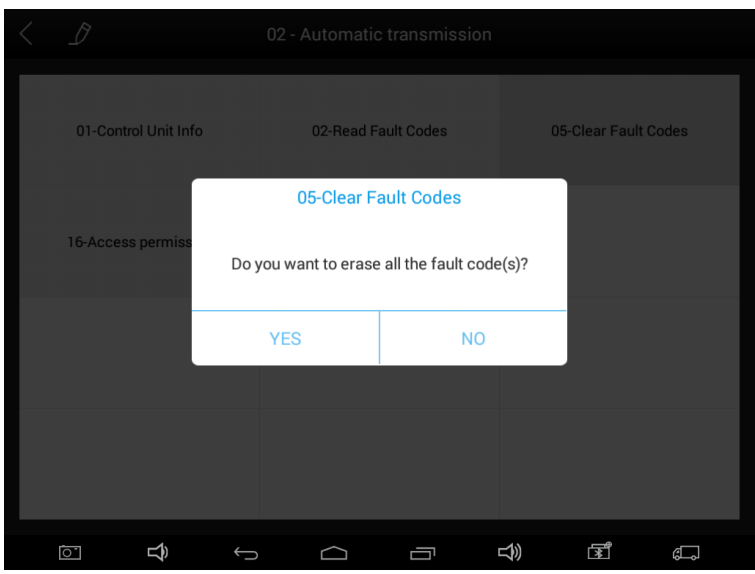 02 - Automatic transmission
01-Control Unit Info
02-Read Fault Codes
05-Clear Fault Codes
16-Access permiss
05-Clear Fault Codes
Do you want to erase all the fault code(s)?
YES
NO